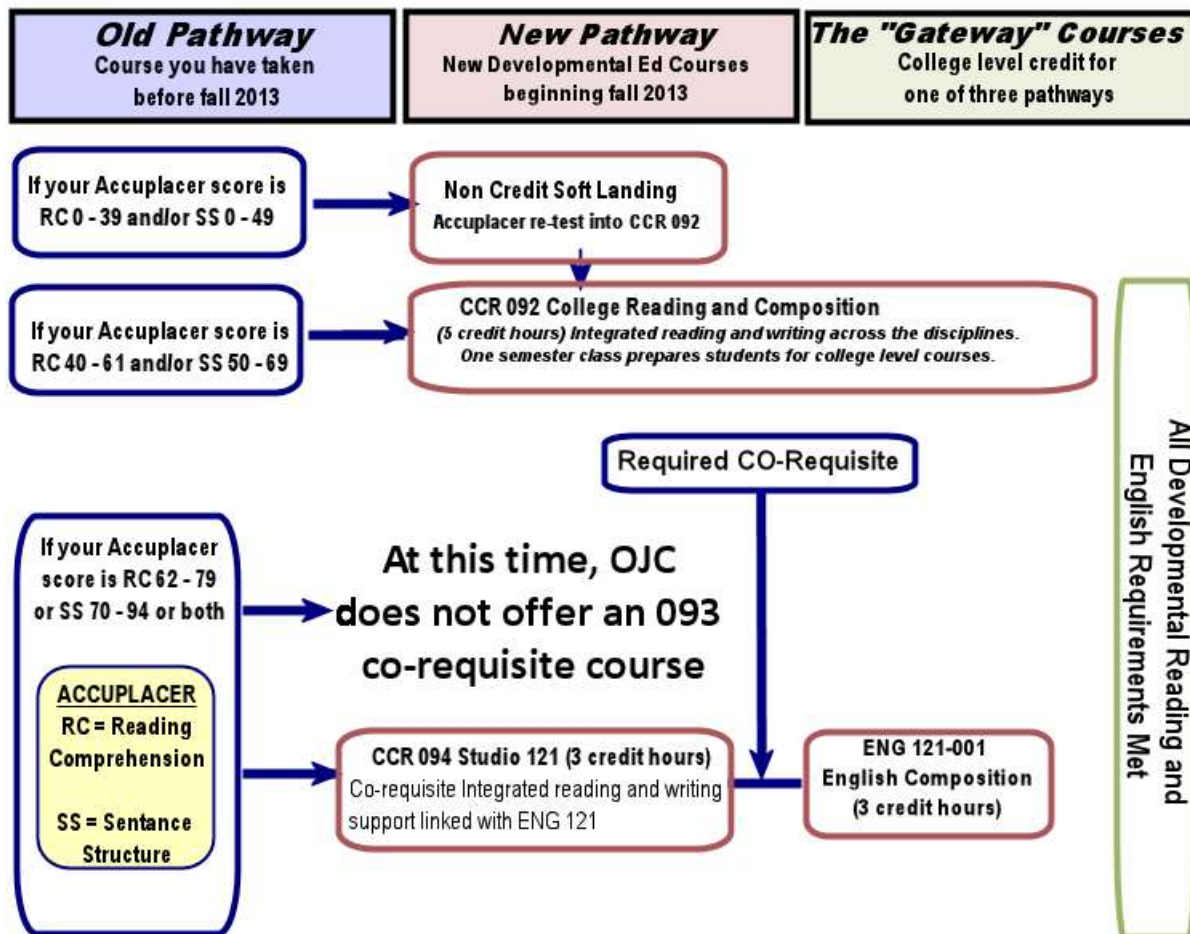 Old Pathway
Course you have taken
before fall 2013
New Pathway
New Developmental Ed Courses
beginning fall 2013
The "Gateway" Courses
College level credit for
one of three pathways
If your Accuplacer score is
RC 0 - 39 and/or SS 0 - 49
Non Credit Soft Landing
Accuplacer re-test into CCR 092
If your Accuplacer score is
RC 40 - 61 and/or SS 50 - 69
CCR 092 College Reading and Composition
(5 credit hours) Integrated reading and writing across the disciplines.
One semester class prepares students for college level courses.
All Developmental Reading and
English Requirements Met
Required CO-Requisite
If your Accuplacer
score is RC 62 - 79
or SS 70 - 94 or both
At this time, OJC
does not offer an 093
co-requisite course
ACCUPLACER
RC = Reading
Comprehension
SS = Sentance
Structure
CCR 094 Studio 121 (3 credit hours)
Co-requisite Integrated reading and writing
support linked with ENG 121
ENG 121-001
English Composition
(3 credit hours)